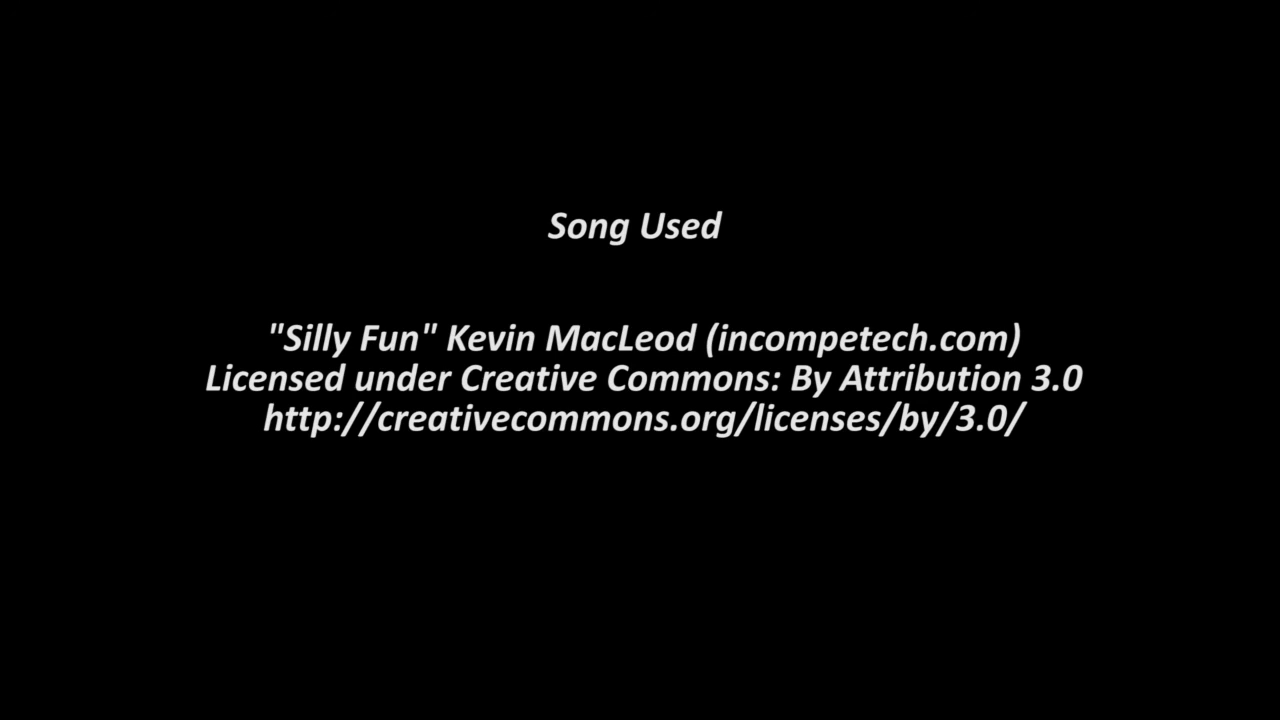 Song Used
"Silly Fun" Kevin MacLeod (incompetech.com)
Licensed under Creative Commons: By Attribution 3.0
http://creativecommons.org/licenses/by/3.0/